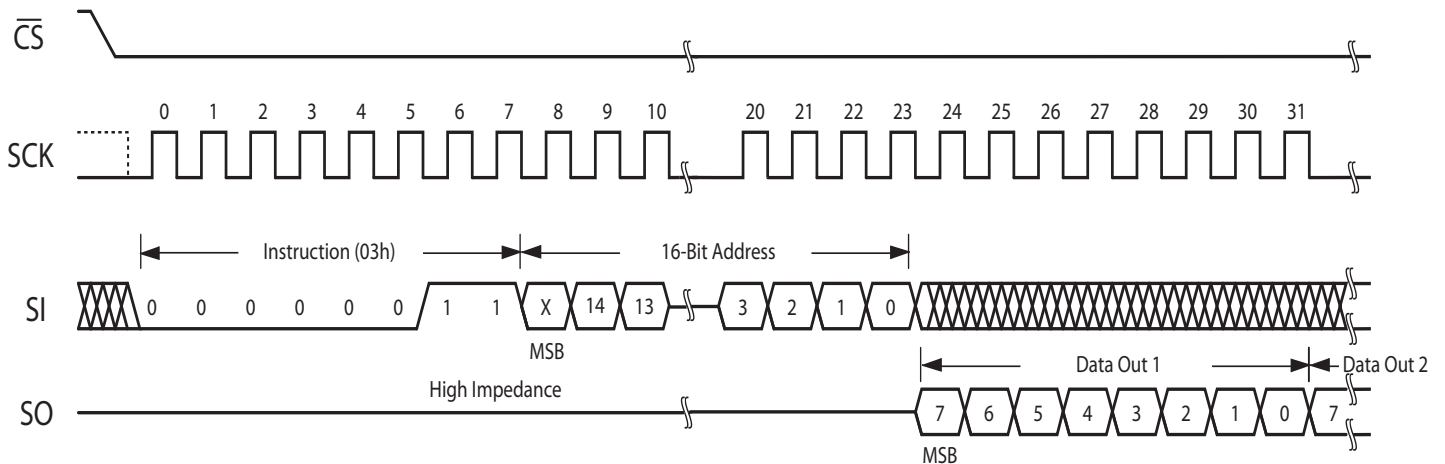 CS
0 1 2 3 4 5 6 7 8 9 10 20 21 22 23 24 25 26 27 28 29 30 31
SCK
Instruction (03h) 16-Bit Address
SI 0 0 0 0 0 0 1 1 X 14 13 3 2 1 0
MSB
Data Out 1 Data Out 2
High Impedance
SO 7 6 5 4 3 2 1 0 7
MSB